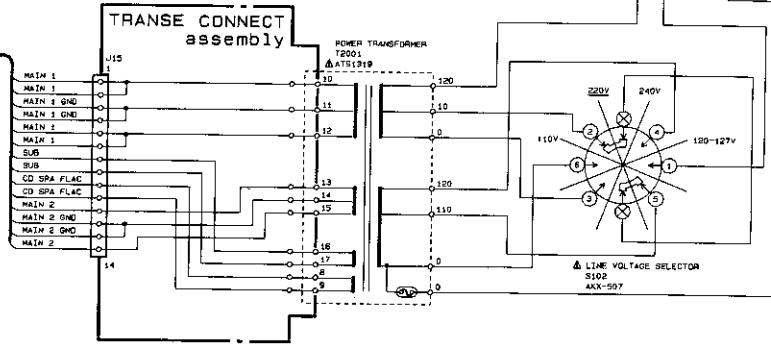 TRANSE CONNECT
assembly
J15
MAIN 1
MAIN 1
MAIN 1 GND
MAIN 1 GND
MAIN 1
MAIN 1
SUB
SUB
CD SPA FLAC
CD SPA FLAC
MAIN 2
MAIN 2 GND
MAIN 2 GND
MAIN 2
14
POWER TRANSFORMER
T2001
⚠ ATS1319
10
11
12
13
14
15
16
17
8
9
120
10
0
120
110
0
0
220V
240V
110V
120-127V
2
4
6
1
3
5
⚠ LINE VOLTAGE SELECTOR
S102
AKX-507